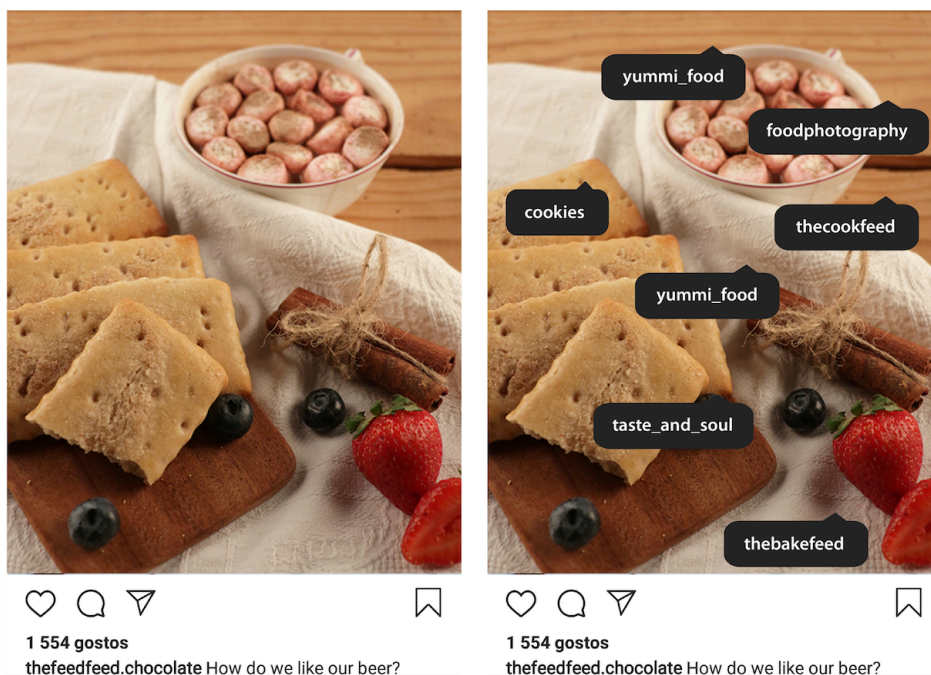 yummi_food
foodphotography
cookies
thecookfeed
yummi_food
taste_and_soul
thebakefeed
1 554 gostos
thefeedfeed.chocolate How do we like our beer?
1 554 gostos
thefeedfeed.chocolate How do we like our beer?